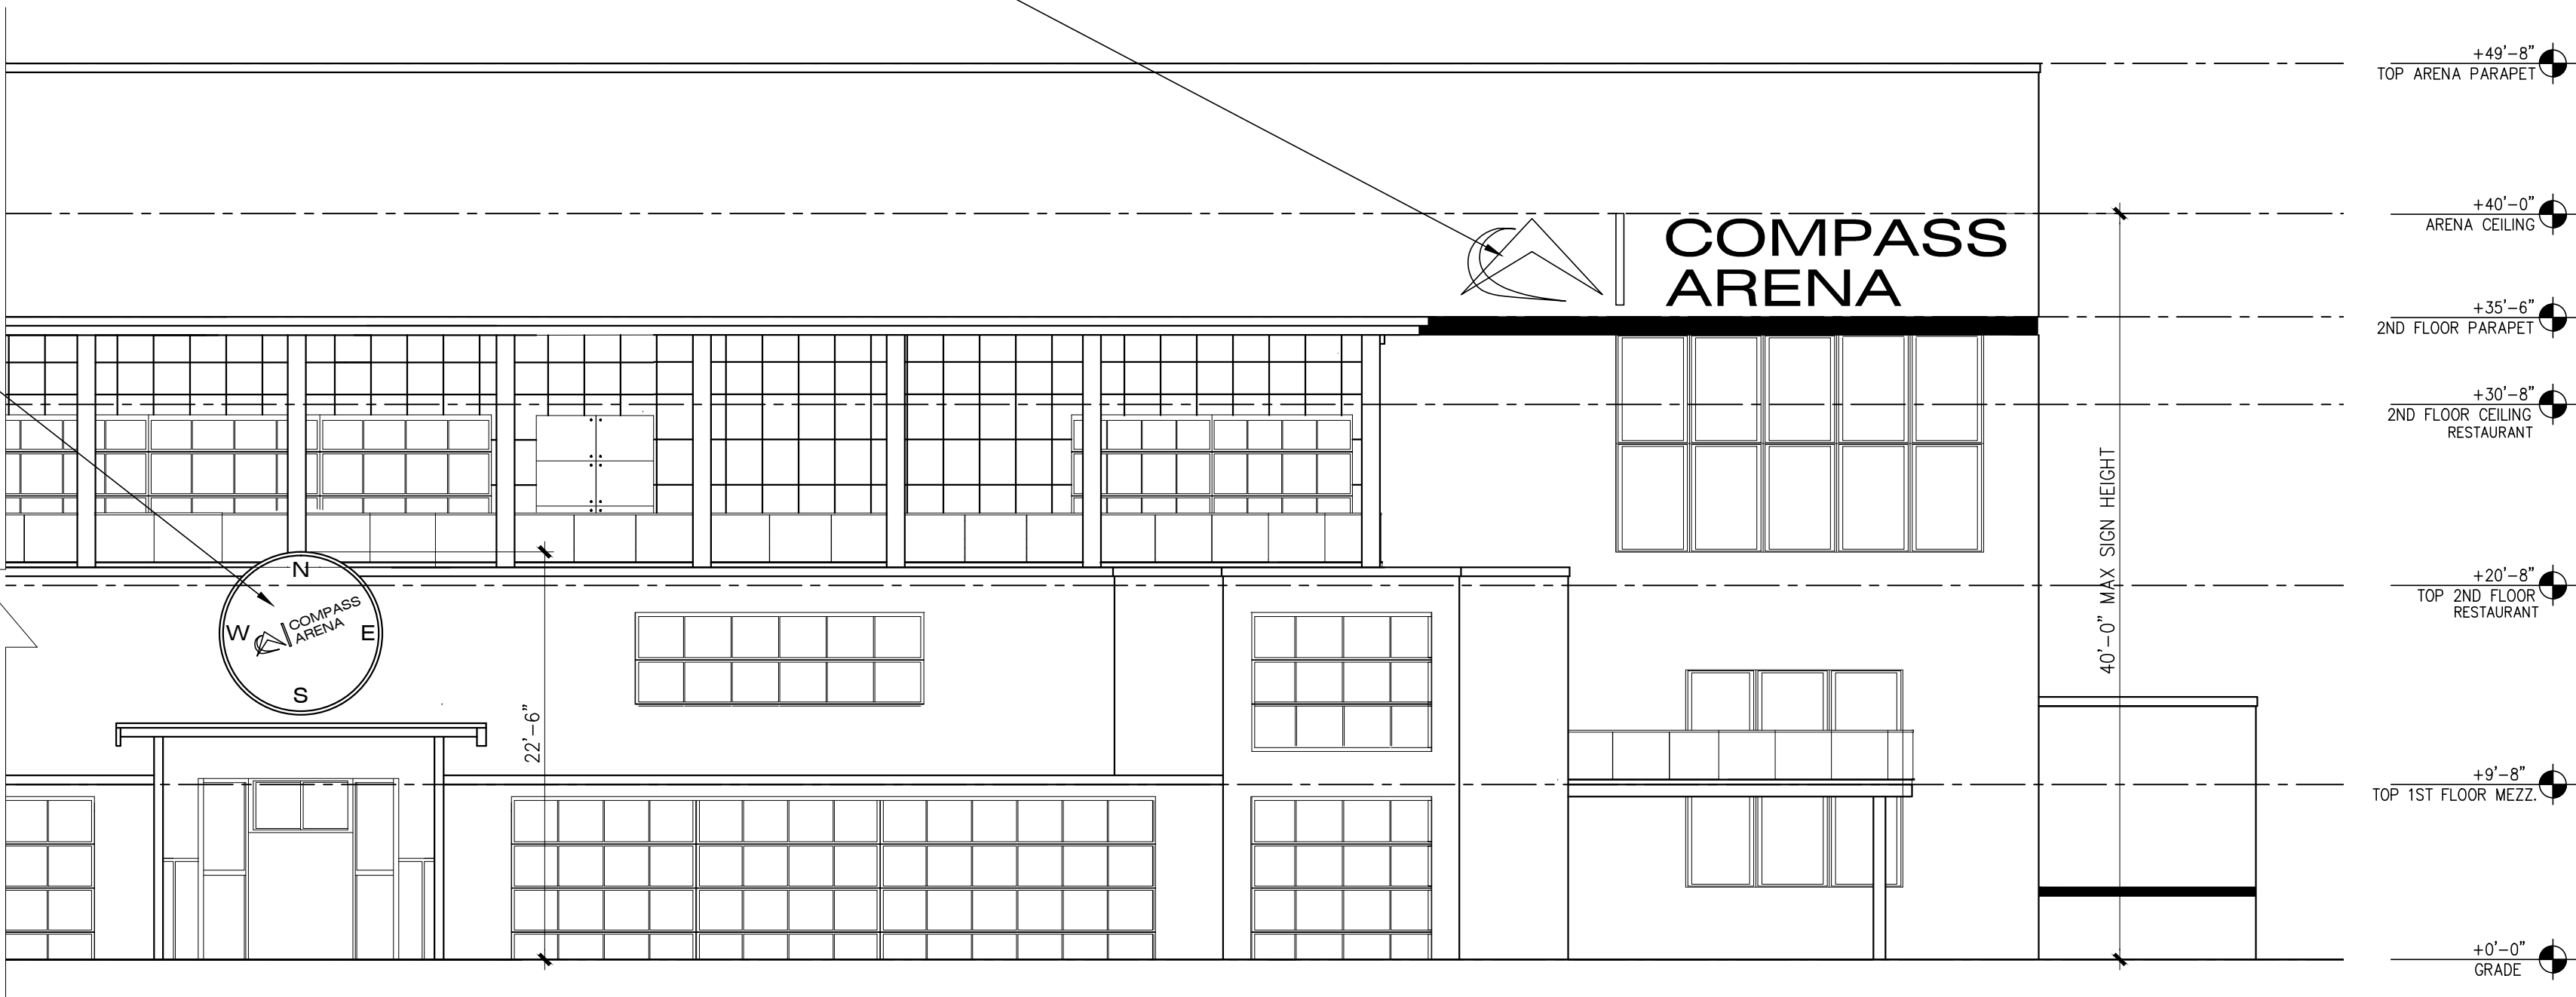 +49'-8"
TOP ARENA PARAPET
+40'-0"
ARENA CEILING
COMPASS
ARENA
+35'-6"
2ND FLOOR PARAPET
+30'-8"
2ND FLOOR CEILING
RESTAURANT
40'-0" MAX SIGN HEIGHT
N
W
COMPASS
ARENA
E
S
+20'-8"
TOP 2ND FLOOR
RESTAURANT
22'-6"
+9'-8"
TOP 1ST FLOOR MEZZ.
+0'-0"
GRADE